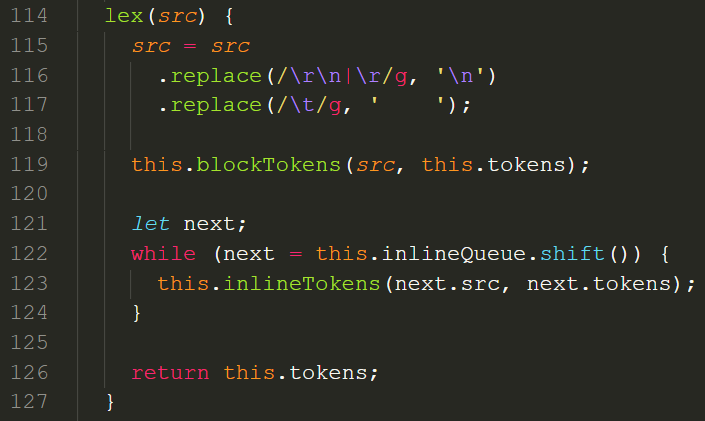 114 lex(src) {
115   src = src
116     .replace(/\r\n|\r/g, '\n')
117     .replace(/\t/g, '    ');
118
119   this.blockTokens(src, this.tokens);
120
121   let next;
122   while (next = this.inlineQueue.shift()) {
123     this.inlineTokens(next.src, next.tokens);
124   }
125
126   return this.tokens;
127 }